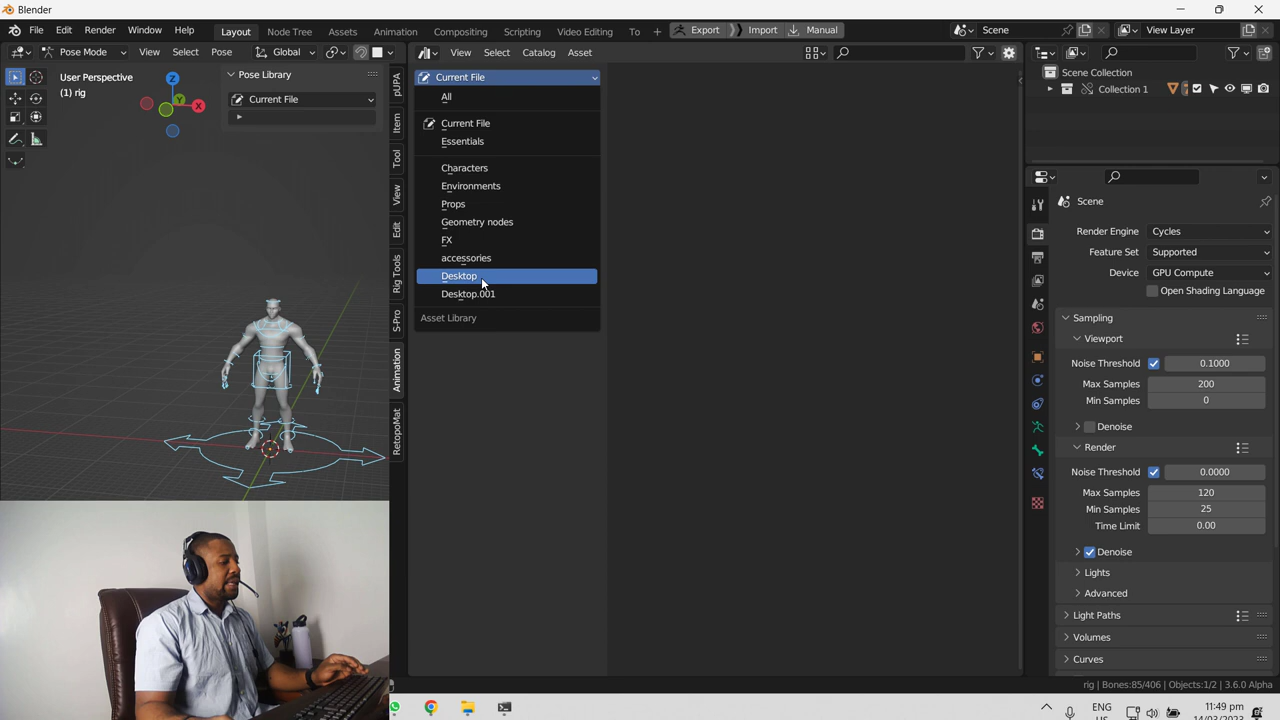 Blender
File Edit Render Window Help Layout Node Tree Assets Animation Compositing Scripting Video Editing To + Export Import Manual Scene View Layer
Pose Mode View Select Pose Global View Select Catalog Asset
User Perspective
(1) rig
Z
Y
X
Pose Library
Current File
pUPA
Item
Tool
View
Edit
Rig Tools
S-Pro
Animation
RetopoMat
Current File
All
Current File
Essentials
Characters
Environments
Props
Geometry nodes
FX
accessories
Desktop
Desktop.001
Asset Library
Scene Collection
Collection 1
Scene
Render Engine Cycles
Feature Set Supported
Device GPU Compute
Open Shading Language
Sampling
Viewport
Noise Threshold 0.1000
Max Samples 200
Min Samples 0
Denoise
Render
Noise Threshold 0.0000
Max Samples 120
Min Samples 25
Time Limit 0.00
Denoise
Lights
Advanced
Light Paths
Volumes
Curves
rig | Bones:85/406 | Objects:1/2 | 3.6.0 Alpha
ENG
11:49 pm